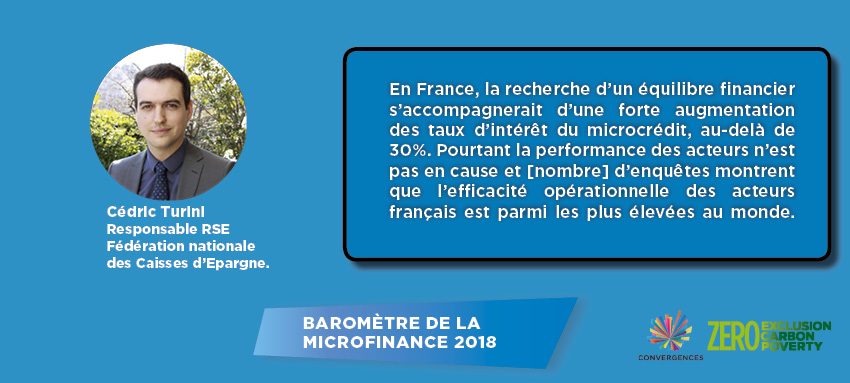 Cédric Turini
Responsable RSE
Fédération nationale
des Caisses d'Epargne.
En France, la recherche d'un équilibre financier
s'accompagnerait d'une forte augmentation
des taux d'intérêt du microcrédit, au-delà de
30%. Pourtant la performance des acteurs n'est
pas en cause et [nombre] d'enquêtes montrent
que l'efficacité opérationnelle des acteurs
français est parmi les plus élevées au monde.
BAROMÈTRE DE LA
MICROFINANCE 2018
CONVERGENCES
ZERO
EXCLUSION
CARBON
POVERTY